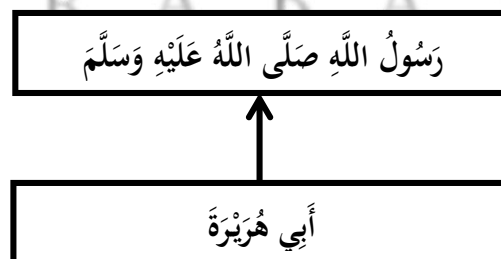 رَسُولُ اللَّهِ صَلَّى اللَّهُ عَلَيْهِ وَسَلَّمَ
أَبِي هُرَيْرَةَ